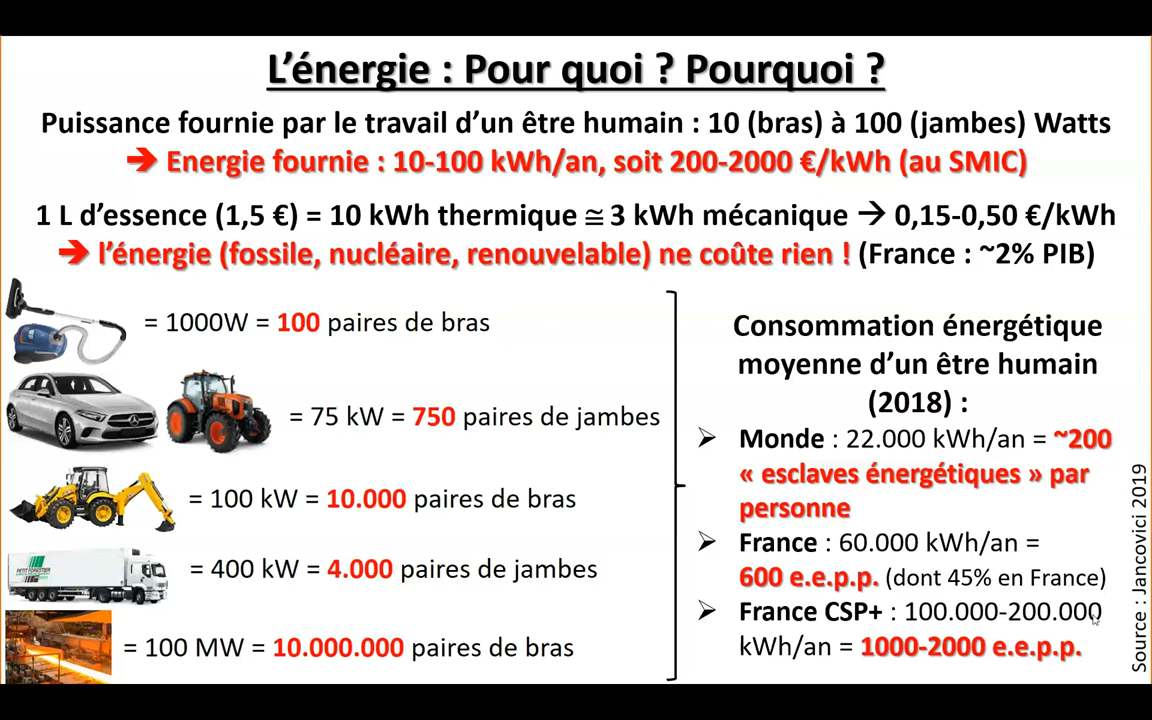 L'énergie : Pour quoi ? Pourquoi ?
Puissance fournie par le travail d'un être humain : 10 (bras) à 100 (jambes) Watts
➔ Energie fournie : 10-100 kWh/an, soit 200-2000 €/kWh (au SMIC)
1 L d'essence (1,5 €) = 10 kWh thermique ≅ 3 kWh mécanique → 0,15-0,50 €/kWh
➔ l'énergie (fossile, nucléaire, renouvelable) ne coûte rien ! (France : ~2% PIB)
= 1000W = 100 paires de bras
= 75 kW = 750 paires de jambes
= 100 kW = 10.000 paires de bras
PETIT FORESTIER
= 400 kW = 4.000 paires de jambes
= 100 MW = 10.000.000 paires de bras
Consommation énergétique
moyenne d'un être humain
(2018) :
➢ Monde : 22.000 kWh/an = ~200
« esclaves énergétiques » par
personne
➢ France : 60.000 kWh/an =
600 e.e.p.p. (dont 45% en France)
➢ France CSP+ : 100.000-200.000
kWh/an = 1000-2000 e.e.p.p.
Source : Jancovici 2019